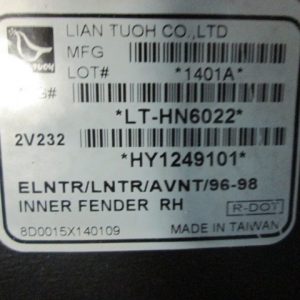 LIAN TUOH CO.,LTD
MFG
LOT# *1401A*
*LT-HN6022*
2V232
*HY1249101*
ELNTR/LNTR/AVNT/96-98
INNER FENDER RH R-DOT
8D0015X140109 MADE IN TAIWAN